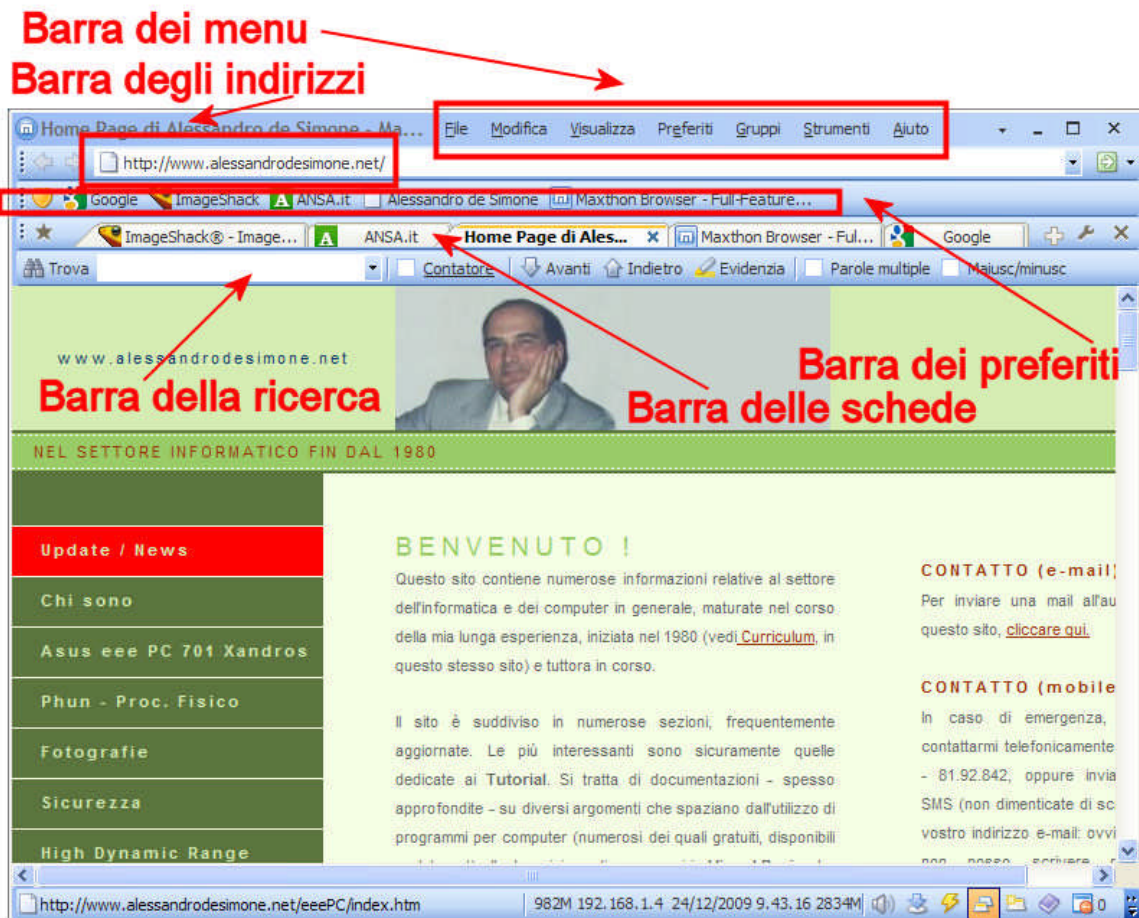 Barra dei menu
Barra degli indirizzi
Home Page di Alessandro de Simone - Ma... File Modifica Visualizza Preferiti Gruppi Strumenti Aiuto
http://www.alessandrodesimone.net/
Google ImageShack ANSA.it Alessandro de Simone Maxthon Browser - Full-Feature...
ImageShack® - Image... ANSA.it Home Page di Ales... Maxthon Browser - Ful... Google
Trova Contatore Avanti Indietro Evidenzia Parole multiple Maiusc/minusc
www.alessandrodesimone.net
Barra dei preferiti
Barra della ricerca
Barra delle schede
NEL SETTORE INFORMATICO FIN DAL 1980
Update / News
Chi sono
Asus eee PC 701 Xandros
Phun - Proc. Fisico
Fotografie
Sicurezza
High Dynamic Range
BENVENUTO !
Questo sito contiene numerose informazioni relative al settore
dell'informatica e dei computer in generale, maturate nel corso
della mia lunga esperienza, iniziata nel 1980 (vedi Curriculum, in
questo stesso sito) e tuttora in corso.
Il sito è suddiviso in numerose sezioni, frequentemente
aggiornate. Le più interessanti sono sicuramente quelle
dedicate ai Tutorial. Si tratta di documentazioni - spesso
approfondite - su diversi argomenti che spaziano dall'utilizzo di
programmi per computer (numerosi dei quali gratuiti, disponibili
CONTATTO (e-mail)
Per inviare una mail all'au
questo sito, cliccare qui.
CONTATTO (mobile
In caso di emergenza,
contattarmi telefonicamente
- 81.92.842, oppure invia
SMS (non dimenticate di sc
vostro indirizzo e-mail: ovvi
non posso scrivere
http://www.alessandrodesimone.net/eeePC/index.htm 982M 192.168.1.4 24/12/2009 9.43.16 2834M 0